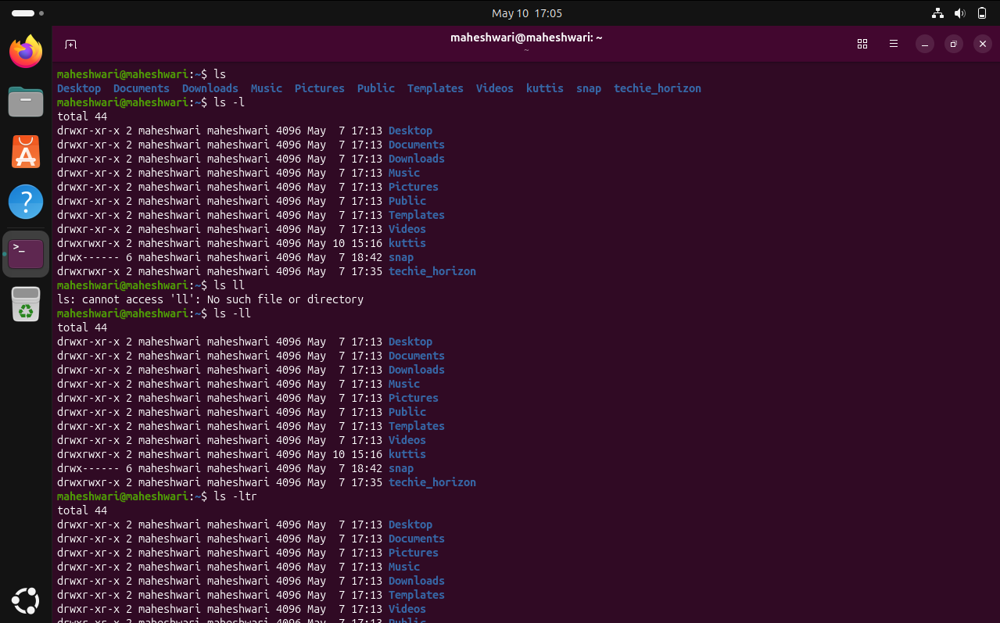 May 10 17:05
maheshwari@maheshwari: ~
~
maheshwari@maheshwari:~$ ls
Desktop  Documents  Downloads  Music  Pictures  Public  Templates  Videos  kuttis  snap  techie_horizon
maheshwari@maheshwari:~$ ls -l
total 44
drwxr-xr-x 2 maheshwari maheshwari 4096 May  7 17:13 Desktop
drwxr-xr-x 2 maheshwari maheshwari 4096 May  7 17:13 Documents
drwxr-xr-x 2 maheshwari maheshwari 4096 May  7 17:13 Downloads
drwxr-xr-x 2 maheshwari maheshwari 4096 May  7 17:13 Music
drwxr-xr-x 2 maheshwari maheshwari 4096 May  7 17:13 Pictures
drwxr-xr-x 2 maheshwari maheshwari 4096 May  7 17:13 Public
drwxr-xr-x 2 maheshwari maheshwari 4096 May  7 17:13 Templates
drwxr-xr-x 2 maheshwari maheshwari 4096 May  7 17:13 Videos
drwxrwxr-x 2 maheshwari maheshwari 4096 May 10 15:16 kuttis
drwx------ 6 maheshwari maheshwari 4096 May  7 18:42 snap
drwxrwxr-x 2 maheshwari maheshwari 4096 May  7 17:35 techie_horizon
maheshwari@maheshwari:~$ ls ll
ls: cannot access 'll': No such file or directory
maheshwari@maheshwari:~$ ls -ll
total 44
drwxr-xr-x 2 maheshwari maheshwari 4096 May  7 17:13 Desktop
drwxr-xr-x 2 maheshwari maheshwari 4096 May  7 17:13 Documents
drwxr-xr-x 2 maheshwari maheshwari 4096 May  7 17:13 Downloads
drwxr-xr-x 2 maheshwari maheshwari 4096 May  7 17:13 Music
drwxr-xr-x 2 maheshwari maheshwari 4096 May  7 17:13 Pictures
drwxr-xr-x 2 maheshwari maheshwari 4096 May  7 17:13 Public
drwxr-xr-x 2 maheshwari maheshwari 4096 May  7 17:13 Templates
drwxr-xr-x 2 maheshwari maheshwari 4096 May  7 17:13 Videos
drwxrwxr-x 2 maheshwari maheshwari 4096 May 10 15:16 kuttis
drwx------ 6 maheshwari maheshwari 4096 May  7 18:42 snap
drwxrwxr-x 2 maheshwari maheshwari 4096 May  7 17:35 techie_horizon
maheshwari@maheshwari:~$ ls -ltr
total 44
drwxr-xr-x 2 maheshwari maheshwari 4096 May  7 17:13 Desktop
drwxr-xr-x 2 maheshwari maheshwari 4096 May  7 17:13 Documents
drwxr-xr-x 2 maheshwari maheshwari 4096 May  7 17:13 Pictures
drwxr-xr-x 2 maheshwari maheshwari 4096 May  7 17:13 Music
drwxr-xr-x 2 maheshwari maheshwari 4096 May  7 17:13 Downloads
drwxr-xr-x 2 maheshwari maheshwari 4096 May  7 17:13 Templates
drwxr-xr-x 2 maheshwari maheshwari 4096 May  7 17:13 Videos
drwxr-xr-x 2 maheshwari maheshwari 4096 May  7 17:13 Public